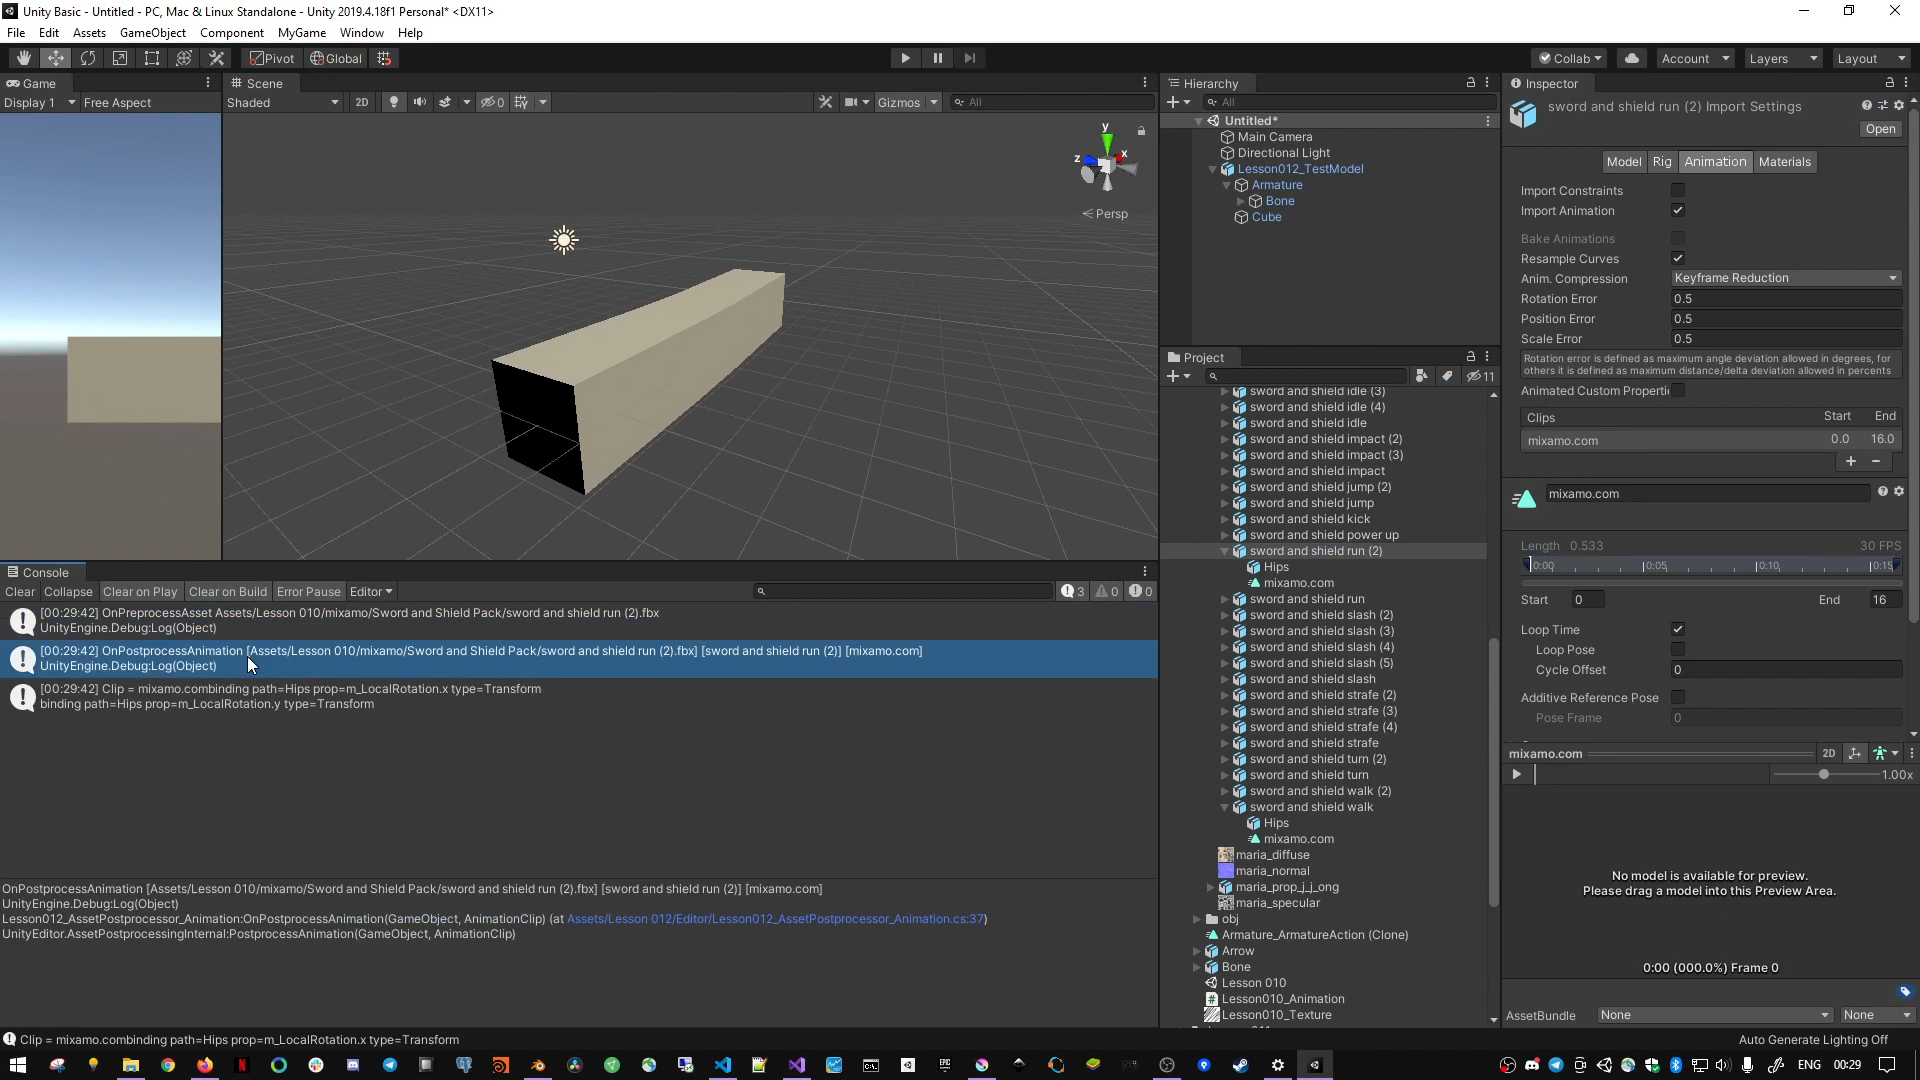 Unity Basic - Untitled - PC, Mac & Linux Standalone - Unity 2019.4.18f1 Personal* <DX11>
File Edit Assets GameObject Component MyGame Window Help
Pivot Global Collab Account Layers Layout
Game
Display 1 Free Aspect
Scene
Shaded 2D 0 Gizmos All
y
z x
Persp
Hierarchy
All
Untitled*
Main Camera
Directional Light
Lesson012_TestModel
Armature
Bone
Cube
Project
11
sword and shield idle (3)
sword and shield idle (4)
sword and shield idle
sword and shield impact (2)
sword and shield impact (3)
sword and shield impact
sword and shield jump (2)
sword and shield jump
sword and shield kick
sword and shield power up
sword and shield run (2)
Hips
mixamo.com
sword and shield run
sword and shield slash (2)
sword and shield slash (3)
sword and shield slash (4)
sword and shield slash (5)
sword and shield slash
sword and shield strafe (2)
sword and shield strafe (3)
sword and shield strafe (4)
sword and shield strafe
sword and shield turn (2)
sword and shield turn
sword and shield walk (2)
sword and shield walk
Hips
mixamo.com
maria_diffuse
maria_normal
maria_prop_j_j_ong
maria_specular
obj
Armature_ArmatureAction (Clone)
Arrow
Bone
Lesson 010
Lesson010_Animation
Lesson010_Texture
Inspector
sword and shield run (2) Import Settings
Open
Model Rig Animation Materials
Import Constraints
Import Animation
Bake Animations
Resample Curves
Anim. Compression Keyframe Reduction
Rotation Error 0.5
Position Error 0.5
Scale Error 0.5
Rotation error is defined as maximum angle deviation allowed in degrees, for
others it is defined as maximum distance/delta deviation allowed in percents
Animated Custom Properti
Clips Start End
mixamo.com 0.0 16.0
mixamo.com
Length 0.533 30 FPS
0:00 0:05 0:10 0:15
Start 0 End 16
Loop Time
Loop Pose
Cycle Offset 0
Additive Reference Pose
Pose Frame 0
mixamo.com 2D
1.00x
No model is available for preview.
Please drag a model into this Preview Area.
0:00 (000.0%) Frame 0
AssetBundle None None
Console
Clear Collapse Clear on Play Clear on Build Error Pause Editor 3 0 0
[00:29:42] OnPreprocessAsset Assets/Lesson 010/mixamo/Sword and Shield Pack/sword and shield run (2).fbx
UnityEngine.Debug:Log(Object)
[00:29:42] OnPostprocessAnimation [Assets/Lesson 010/mixamo/Sword and Shield Pack/sword and shield run (2).fbx] [sword and shield run (2)] [mixamo.com]
UnityEngine.Debug:Log(Object)
[00:29:42] Clip = mixamo.combinding path=Hips prop=m_LocalRotation.x type=Transform
binding path=Hips prop=m_LocalRotation.y type=Transform
OnPostprocessAnimation [Assets/Lesson 010/mixamo/Sword and Shield Pack/sword and shield run (2).fbx] [sword and shield run (2)] [mixamo.com]
UnityEngine.Debug:Log(Object)
Lesson012_AssetPostprocessor_Animation:OnPostprocessAnimation(GameObject, AnimationClip) (at Assets/Lesson 012/Editor/Lesson012_AssetPostprocessor_Animation.cs:37)
UnityEditor.AssetPostprocessingInternal:PostprocessAnimation(GameObject, AnimationClip)
Clip = mixamo.combinding path=Hips prop=m_LocalRotation.x type=Transform
Auto Generate Lighting Off
ENG 00:29